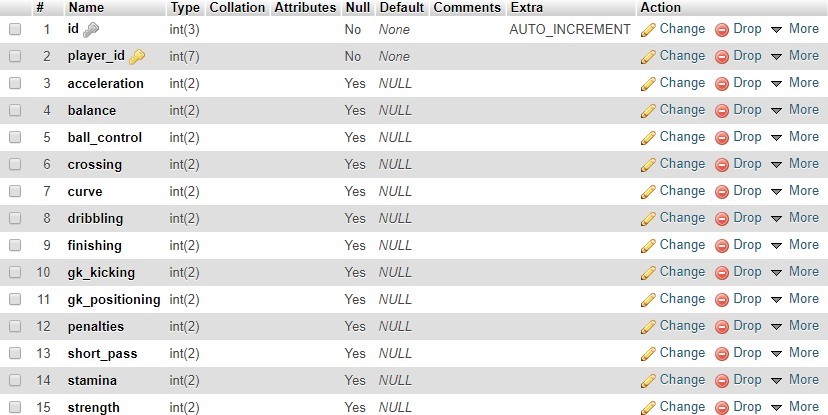 # Name Type Collation Attributes Null Default Comments Extra Action
1 id int(3) No None AUTO_INCREMENT Change Drop More
2 player_id int(7) No None Change Drop More
3 acceleration int(2) Yes NULL Change Drop More
4 balance int(2) Yes NULL Change Drop More
5 ball_control int(2) Yes NULL Change Drop More
6 crossing int(2) Yes NULL Change Drop More
7 curve int(2) Yes NULL Change Drop More
8 dribbling int(2) Yes NULL Change Drop More
9 finishing int(2) Yes NULL Change Drop More
10 gk_kicking int(2) Yes NULL Change Drop More
11 gk_positioning int(2) Yes NULL Change Drop More
12 penalties int(2) Yes NULL Change Drop More
13 short_pass int(2) Yes NULL Change Drop More
14 stamina int(2) Yes NULL Change Drop More
15 strength int(2) Yes NULL Change Drop More